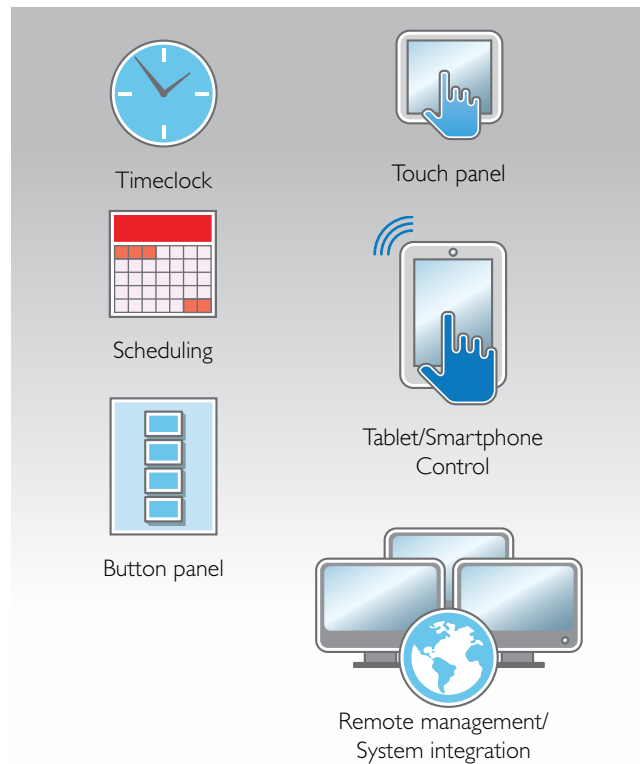 Timeclock
Touch panel
Scheduling
Tablet/Smartphone
Control
Button panel
Remote management/
System integration